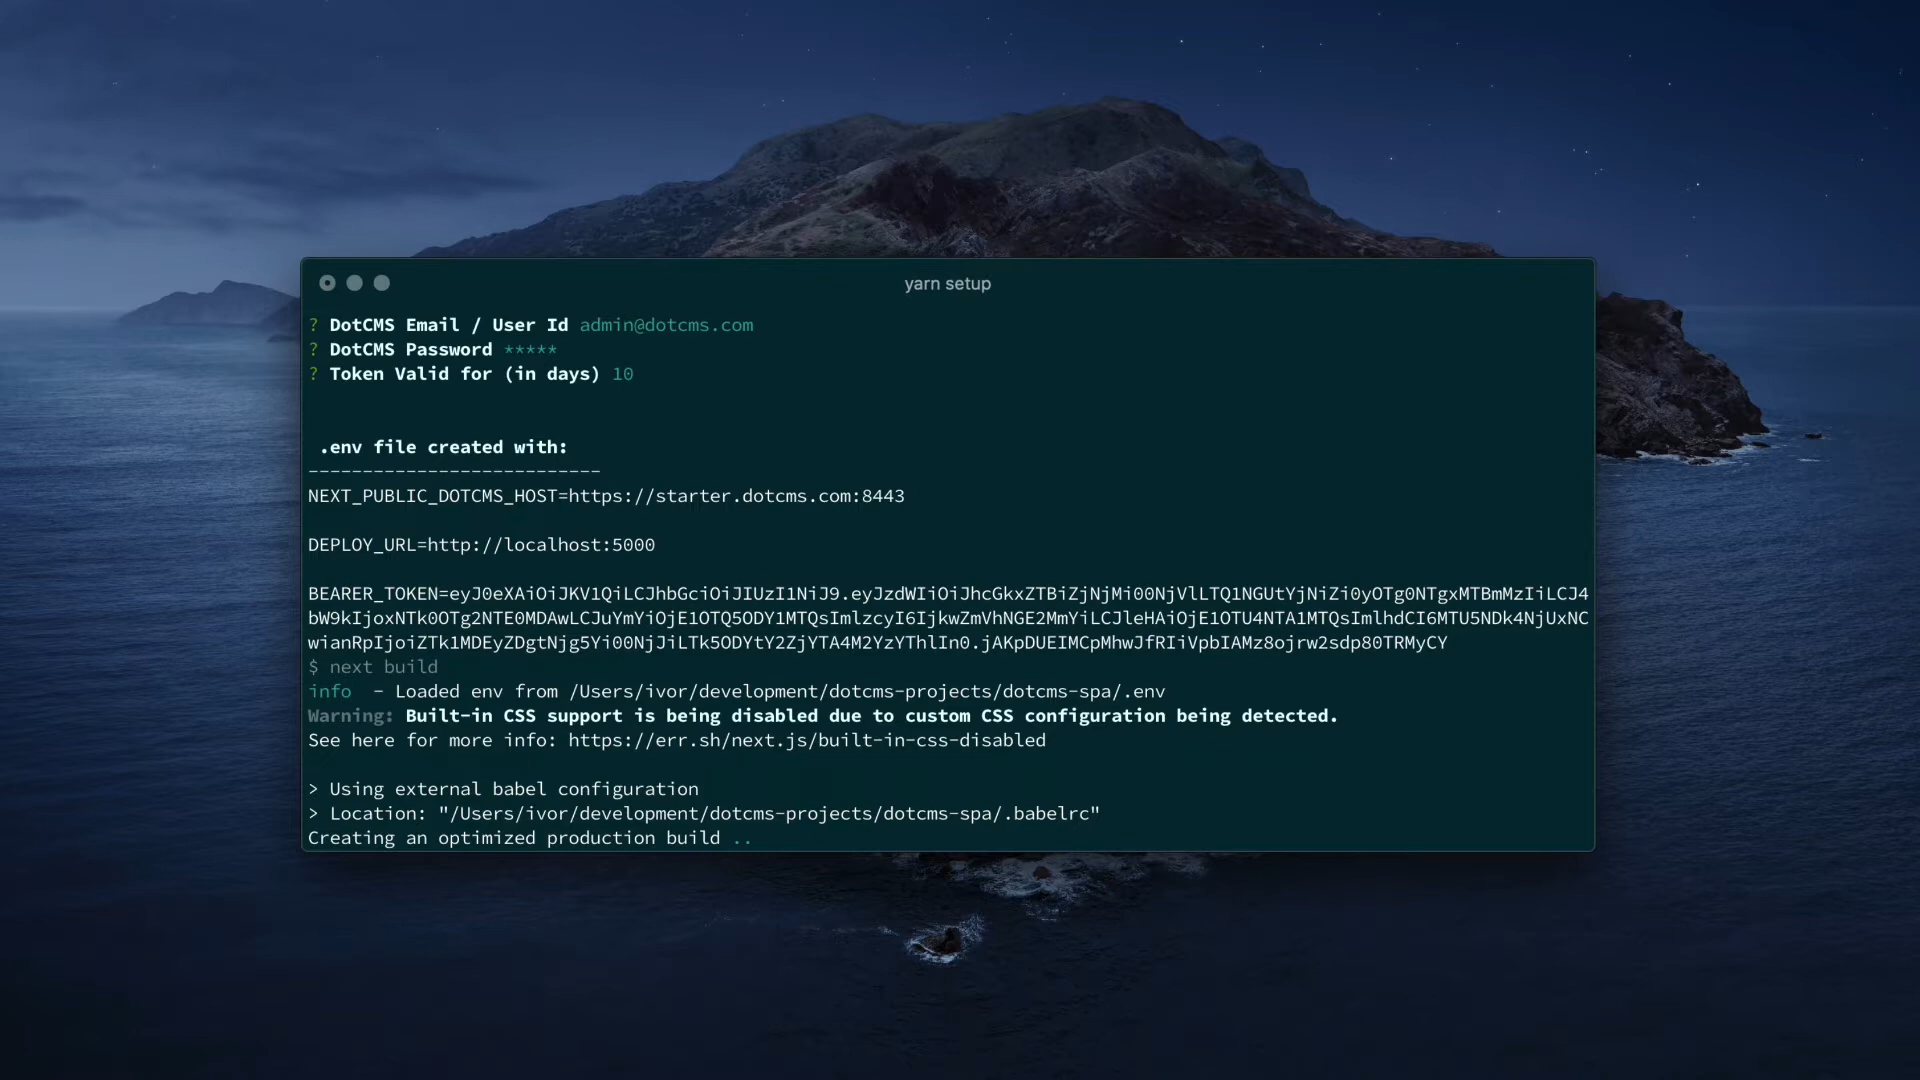 yarn setup
? DotCMS Email / User Id admin@dotcms.com
? DotCMS Password *****
? Token Valid for (in days) 10
.env file created with:
---------------------------
NEXT_PUBLIC_DOTCMS_HOST=https://starter.dotcms.com:8443
DEPLOY_URL=http://localhost:5000
BEARER_TOKEN=eyJ0eXAiOiJKV1QiLCJhbGciOiJIUzI1NiJ9.eyJzdWIiOiJhcGkxZTBiZjNjMi00NjVlLTQ1NGUtYjNiZi0yOTg0NTgxMTBmMzIiLCJ4
bW9kIjoxNTk0OTg2NTE0MDAwLCJuYmYiOjE1OTQ5ODY1MTQsImlzcyI6IjkwZmVhNGE2MmYiLCJleHAiOjE1OTU4NTA1MTQsImlhdCI6MTU5NDk4NjUxNC
wianRpIjoiZTk1MDEyZDgtNjg5Yi00NjJiLTk5ODYtY2ZjYTA4M2YzYThlIn0.jAKpDUEIMCpMhwJfRIiVpbIAMz8ojrw2sdp80TRMyCY
$ next build
info  - Loaded env from /Users/ivor/development/dotcms-projects/dotcms-spa/.env
Warning: Built-in CSS support is being disabled due to custom CSS configuration being detected.
See here for more info: https://err.sh/next.js/built-in-css-disabled
> Using external babel configuration
> Location: "/Users/ivor/development/dotcms-projects/dotcms-spa/.babelrc"
Creating an optimized production build ..